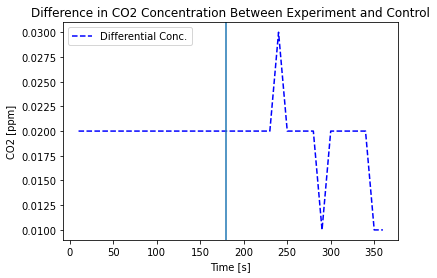 Difference in CO2 Concentration Between Experiment and Control
Differential Conc.
0.0300
0.0275
0.0250
0.0225
0.0200
0.0175
0.0150
0.0125
0.0100
CO2 [ppm]
0 50 100 150 200 250 300 350
Time [s]